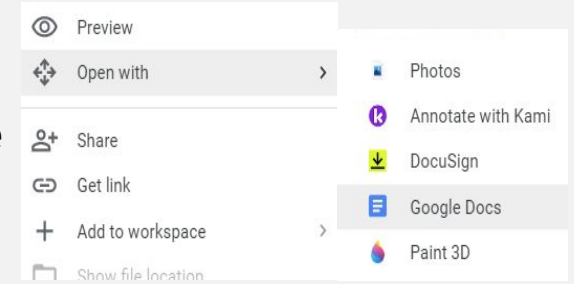 Preview
Open with
Share
Get link
Add to workspace
Show file location
Photos
Annotate with Kami
DocuSign
Google Docs
Paint 3D